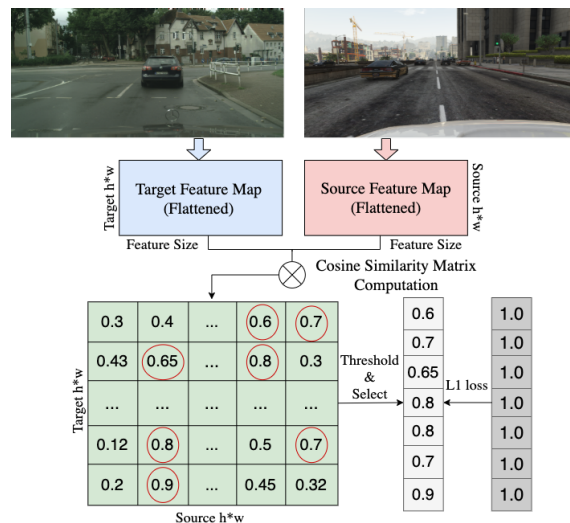 Target h*w
Target Feature Map
(Flattened)
Source Feature Map
(Flattened)
Source h*w
Feature Size
Feature Size
Cosine Similarity Matrix
Computation
Target h*w
0.3 0.4 ... 0.6 0.7
0.43 0.65 ... 0.8 0.3
... ... ... ... ...
0.12 0.8 ... 0.5 0.7
0.2 0.9 ... 0.45 0.32
Source h*w
Threshold
&
Select
0.6
0.7
0.65
0.8
0.8
0.7
0.9
L1 loss
1.0
1.0
1.0
1.0
1.0
1.0
1.0